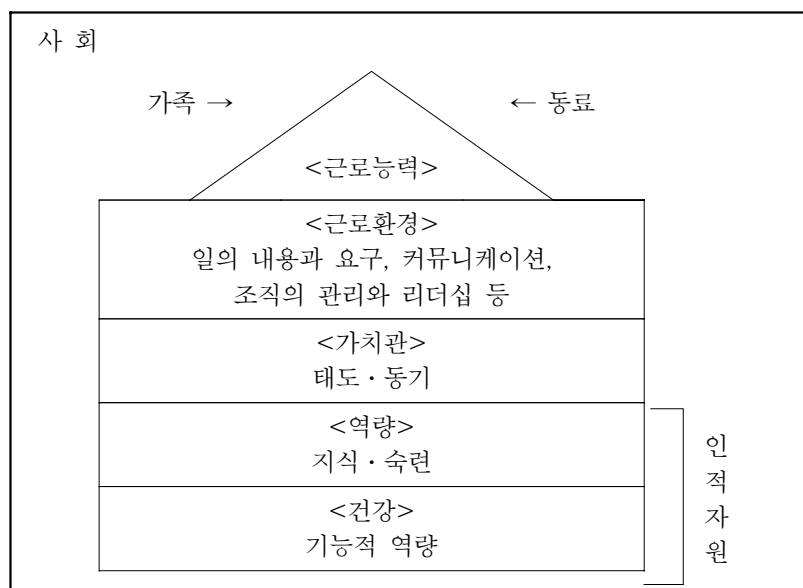 사 회
가족 →
← 동료
<근로능력>
<근로환경>
일의 내용과 요구, 커뮤니케이션,
조직의 관리와 리더십 등
<가치관>
태도·동기
<역량>
지식·숙련
<건강>
기능적 역량
인적자원